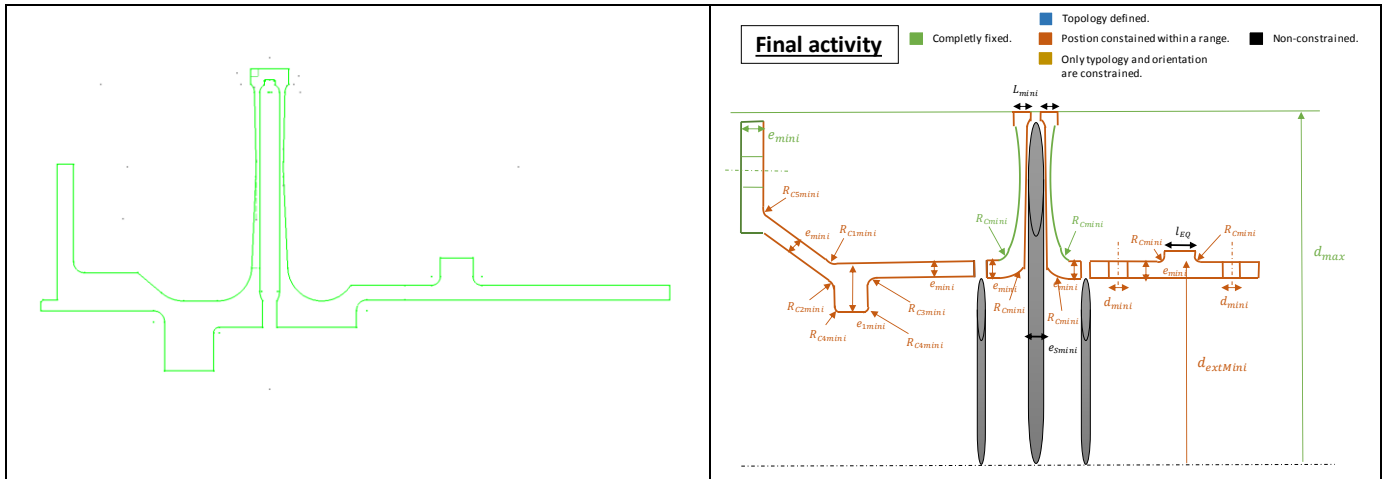 Final activity
Completly fixed.
Topology defined.
Postion constained within a range.
Only typology and orientation
are constrained.
Non-constrained.
L_mini
e_mini
R_C5mini
R_Cmini
R_Cmini
l_EQ
e_mini
R_C1mini
R_Cmini
R_Cmini
d_max
e_mini
e_mini
e_mini
e_mini
R_C2mini
R_C3mini
R_Cmini
R_Cmini
d_mini
d_mini
e_1mini
R_C4mini
R_C4mini
e_Smini
d_extMini